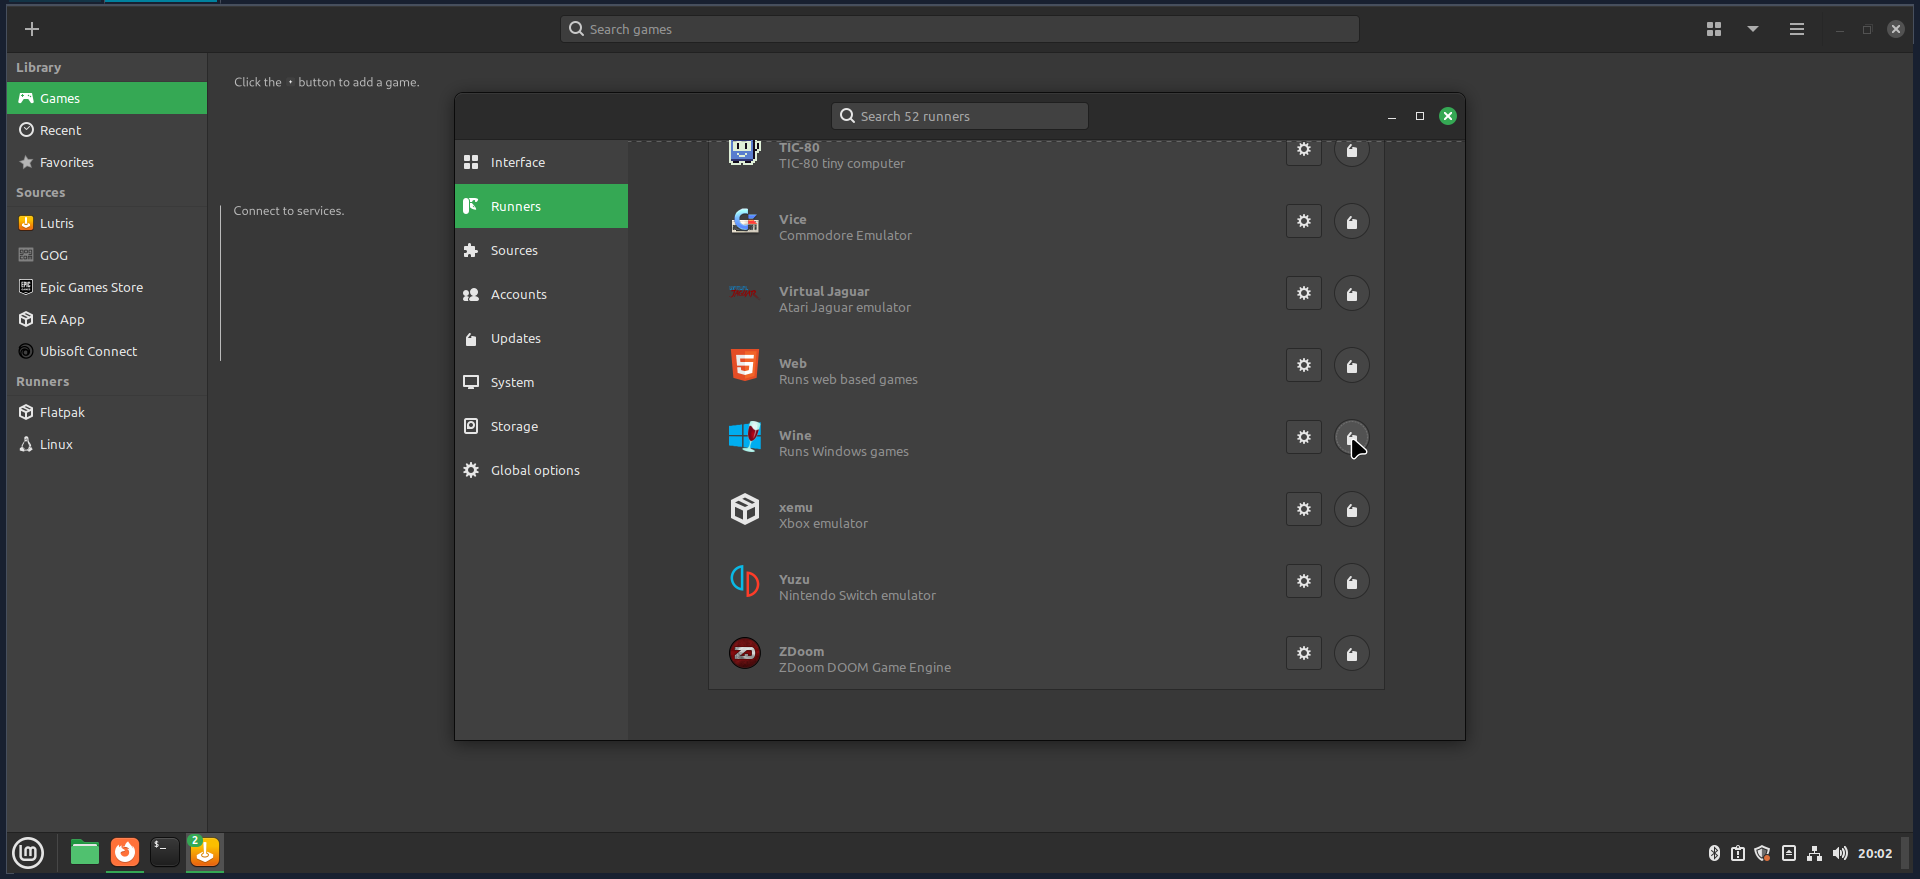 Search games
Library
Games
Recent
Favorites
Sources
Lutris
GOG
Epic Games Store
EA App
Ubisoft Connect
Runners
Flatpak
Linux
Click the • button to add a game.
Connect to services.
Search 52 runners
Interface
Runners
Sources
Accounts
Updates
System
Storage
Global options
TIC-80
TIC-80 tiny computer
Vice
Commodore Emulator
Virtual Jaguar
Atari Jaguar emulator
Web
Runs web based games
Wine
Runs Windows games
xemu
Xbox emulator
Yuzu
Nintendo Switch emulator
ZDoom
ZDoom DOOM Game Engine
2
20:02